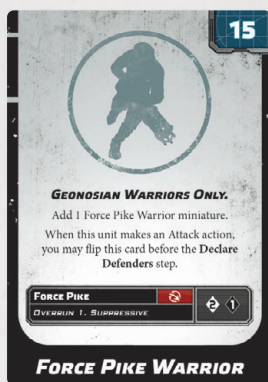 15
GEONOSIAN WARRIORS ONLY.
Add 1 Force Pike Warrior miniature.
When this unit makes an Attack action,
you may flip this card before the Declare
Defenders step.
FORCE PIKE
OVERRUN 1, SUPPRESSIVE
2 1
FORCE PIKE WARRIOR